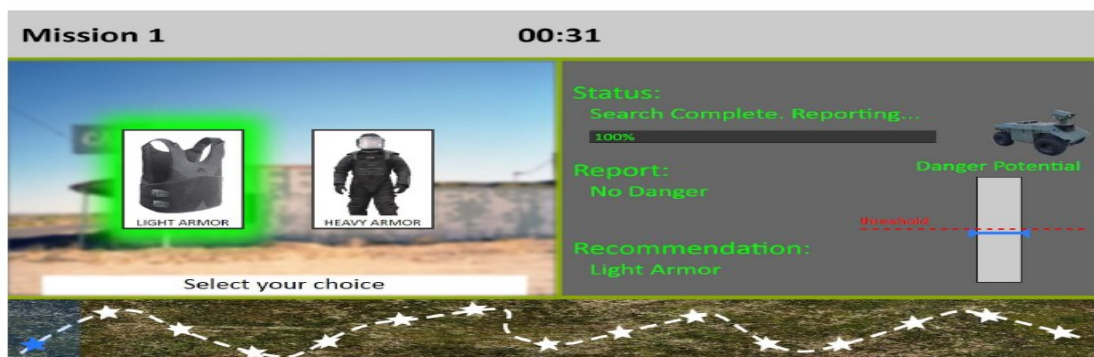 Mission 1
00:31
LIGHT ARMOR
HEAVY ARMOR
Select your choice
Status:
Search Complete. Reporting...
100%
Report:
No Danger
Danger Potential
threshold
Recommendation:
Light Armor